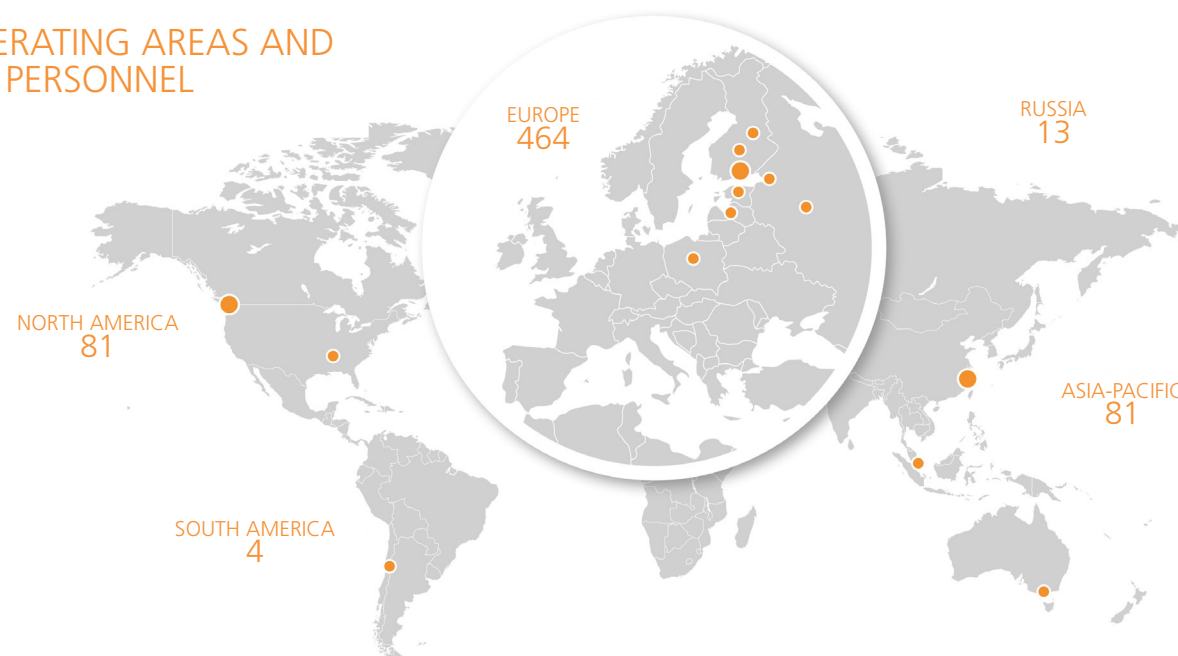 ERATING AREAS AND
PERSONNEL
EUROPE
464
RUSSIA
13
NORTH AMERICA
81
ASIA-PACIFIC
81
SOUTH AMERICA
4